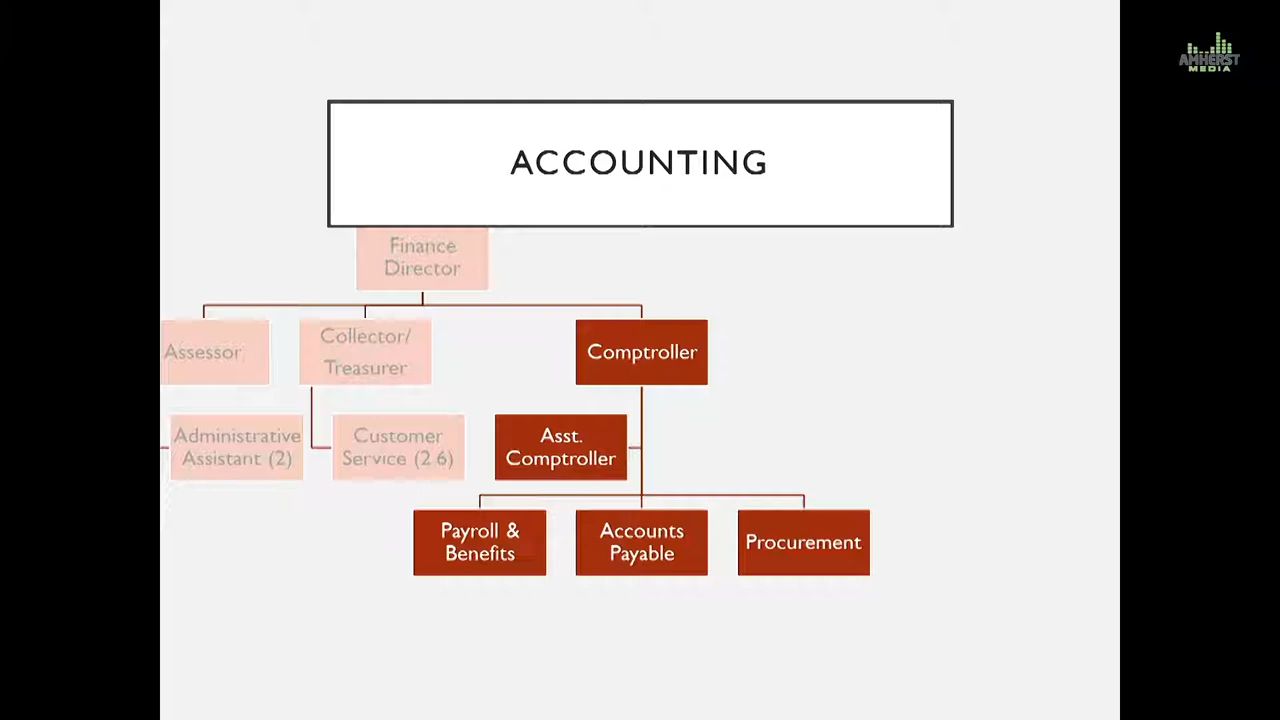 AMHERST
MEDIA
ACCOUNTING
Finance
Director
Assessor
Collector/
Treasurer
Comptroller
Administrative
Assistant (2)
Customer
Service (2.6)
Asst.
Comptroller
Payroll &
Benefits
Accounts
Payable
Procurement